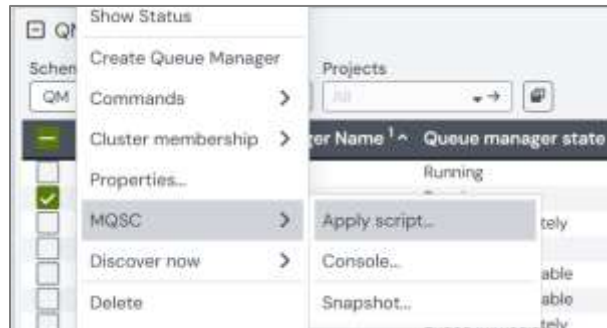 Show Status
QM
Create Queue Manager
Schem
Projects
QM
Commands
All
Cluster membership
er Name 1
Queue manager state
Properties...
Running
MQSC
Apply script...
tely
Discover now
Console...
able
Delete
Snapshot...
able
tely